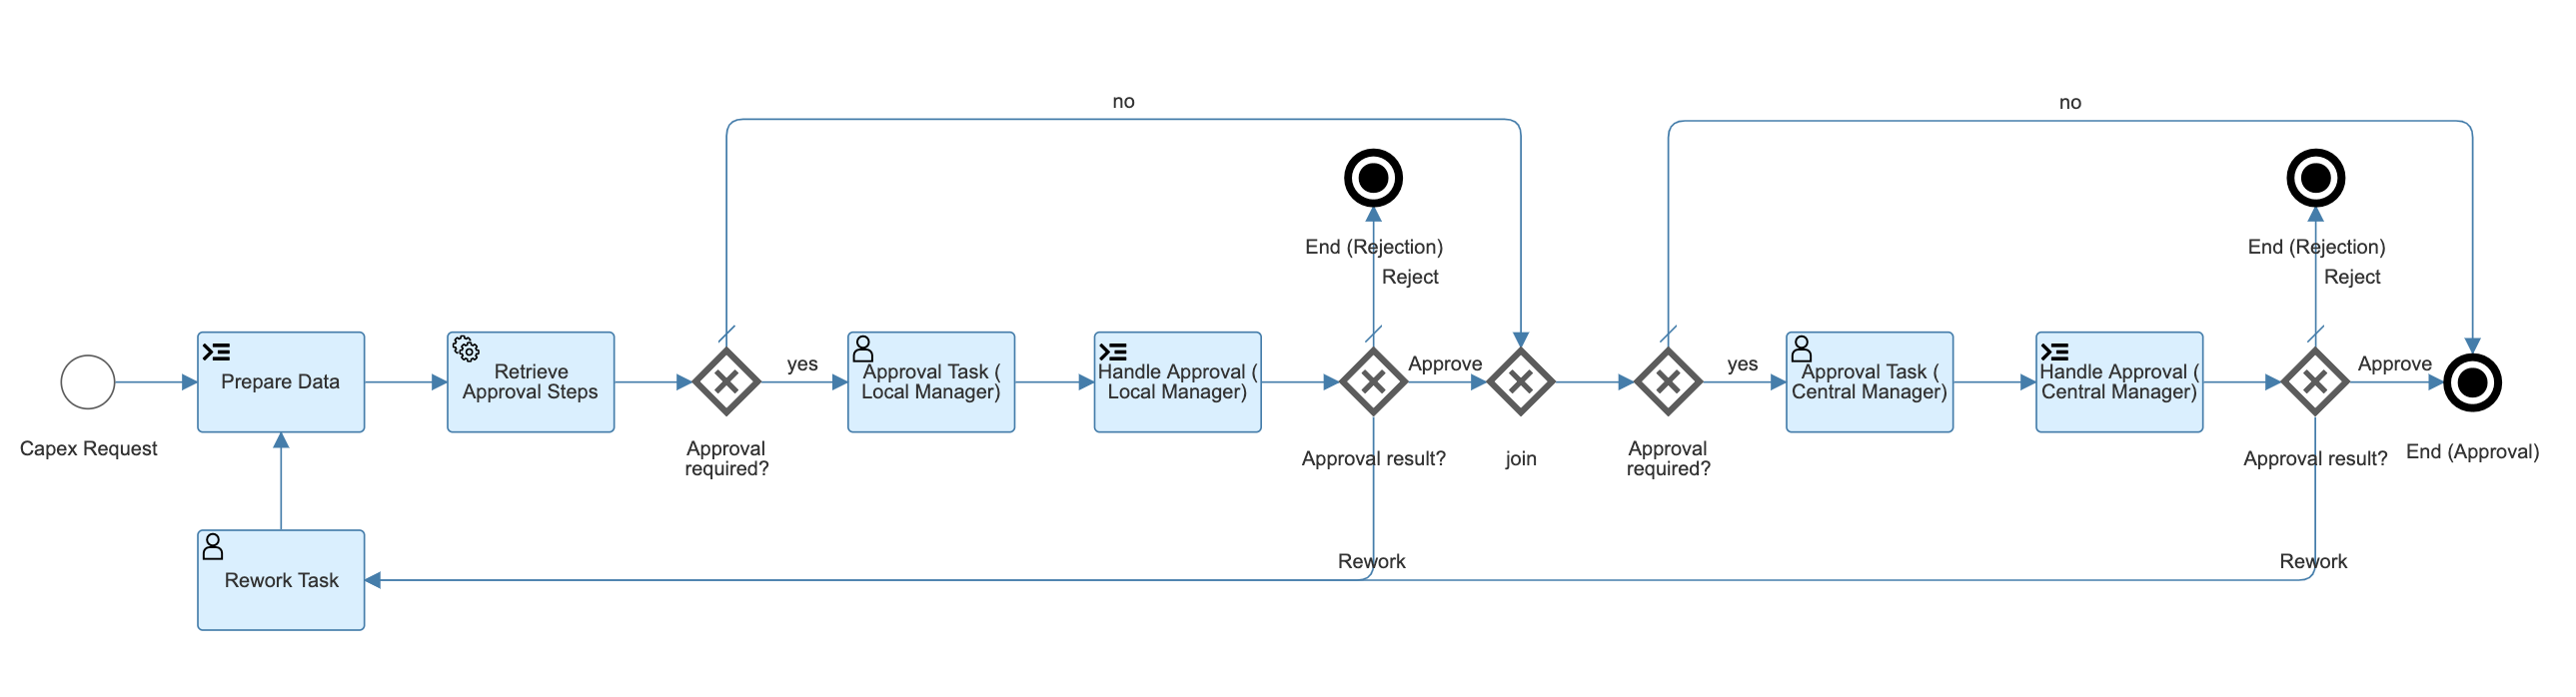 no
no
End (Rejection)
Reject
End (Rejection)
Reject
Capex Request
Prepare Data
Retrieve
Approval Steps
Approval
required?
yes
Approval Task (
Local Manager)
Handle Approval (
Local Manager)
Approval result?
Approve
join
Approval
required?
yes
Approval Task (
Central Manager)
Handle Approval (
Central Manager)
Approval result?
Approve
End (Approval)
Rework
Rework
Rework Task